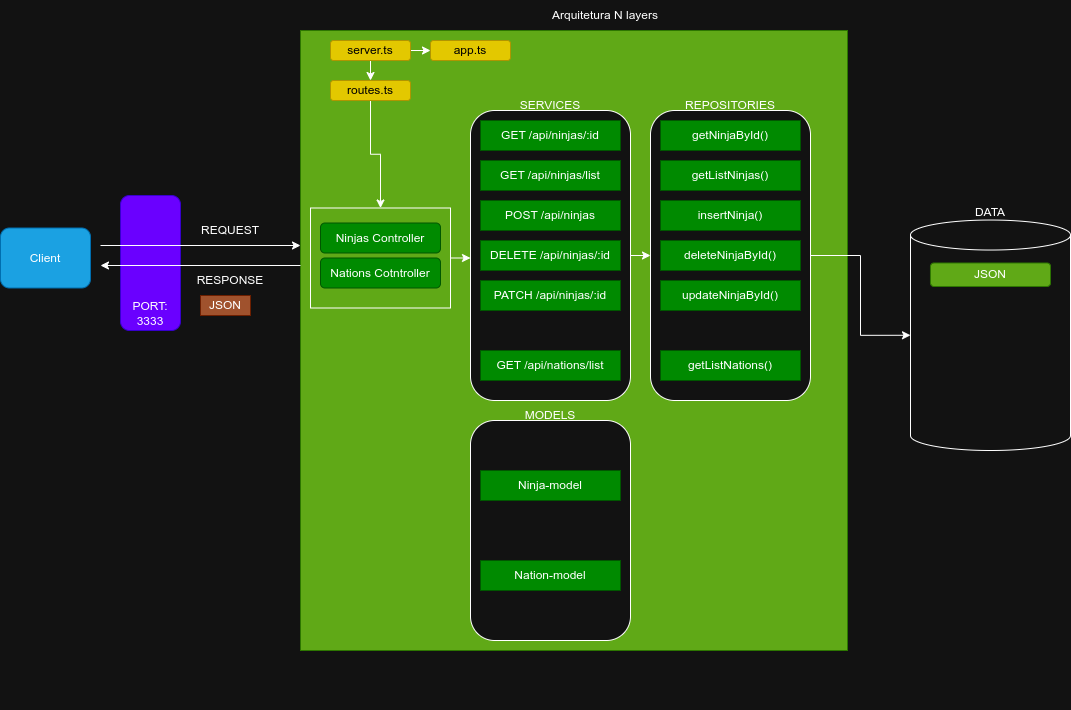 Arquitetura N layers
server.ts
app.ts
routes.ts
SERVICES
REPOSITORIES
GET /api/ninjas/:id
getNinjaById()
GET /api/ninjas/list
getListNinjas()
POST /api/ninjas
insertNinja()
DELETE /api/ninjas/:id
deleteNinjaById()
PATCH /api/ninjas/:id
updateNinjaById()
GET /api/nations/list
getListNations()
Ninjas Controller
Nations Cotntroller
Client
REQUEST
RESPONSE
JSON
PORT:
3333
DATA
JSON
MODELS
Ninja-model
Nation-model